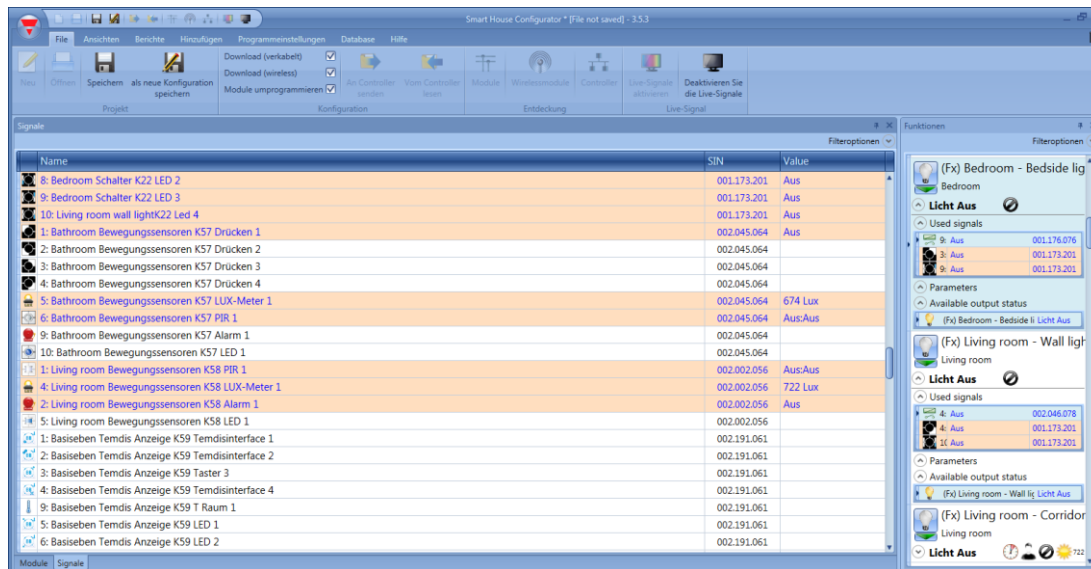 Smart House Configurator * [File not saved] - 3.5.3
File Ansichten Berichte Hinzufügen Programmeinstellungen Database Hilfe
Neu Öffnen Speichern als neue Konfiguration speichern
Download (verkabelt)
Download (wireless)
Module umprogrammieren
An Controller senden Vom Controller lesen Module Wirelessmodule Controller Live-Signale aktivieren Deaktivieren Sie die Live-Signale
Projekt Konfiguration Entdeckung Live-Signal
Signale
Filteroptionen
Name SIN Value
8: Bedroom Schalter K22 LED 2 001.173.201 Aus
9: Bedroom Schalter K22 LED 3 001.173.201 Aus
10: Living room wall lightK22 Led 4 001.173.201 Aus
1: Bathroom Bewegungssensoren K57 Drücken 1 002.045.064 Aus
2: Bathroom Bewegungssensoren K57 Drücken 2 002.045.064
3: Bathroom Bewegungssensoren K57 Drücken 3 002.045.064
4: Bathroom Bewegungssensoren K57 Drücken 4 002.045.064
5: Bathroom Bewegungssensoren K57 LUX-Meter 1 002.045.064 674 Lux
6: Bathroom Bewegungssensoren K57 PIR 1 002.045.064 Aus:Aus
9: Bathroom Bewegungssensoren K57 Alarm 1 002.045.064
10: Bathroom Bewegungssensoren K57 LED 1 002.045.064
1: Living room Bewegungssensoren K58 PIR 1 002.002.056 Aus:Aus
4: Living room Bewegungssensoren K58 LUX-Meter 1 002.002.056 722 Lux
2: Living room Bewegungssensoren K58 Alarm 1 002.002.056 Aus
5: Living room Bewegungssensoren K58 LED 1 002.002.056
1: Basiseben Temdis Anzeige K59 Temdisinterface 1 002.191.061
2: Basiseben Temdis Anzeige K59 Temdisinterface 2 002.191.061
3: Basiseben Temdis Anzeige K59 Taster 3 002.191.061
4: Basiseben Temdis Anzeige K59 Temdisinterface 4 002.191.061
9: Basiseben Temdis Anzeige K59 T Raum 1 002.191.061
5: Basiseben Temdis Anzeige K59 LED 1 002.191.061
6: Basiseben Temdis Anzeige K59 LED 2 002.191.061
Module Signale
Funktionen
Filteroptionen
(Fx) Bedroom - Bedside lig
Bedroom
Licht Aus
Used signals
9: Aus 001.176.076
3: Aus 001.173.201
9: Aus 001.173.201
Parameters
Available output status
(Fx) Bedroom - Bedside li Licht Aus
(Fx) Living room - Wall ligh
Living room
Licht Aus
Used signals
4: Aus 002.046.078
4: Aus 001.173.201
1( Aus 001.173.201
Parameters
Available output status
(Fx) Living room - Wall lig Licht Aus
(Fx) Living room - Corridor
Living room
Licht Aus 722